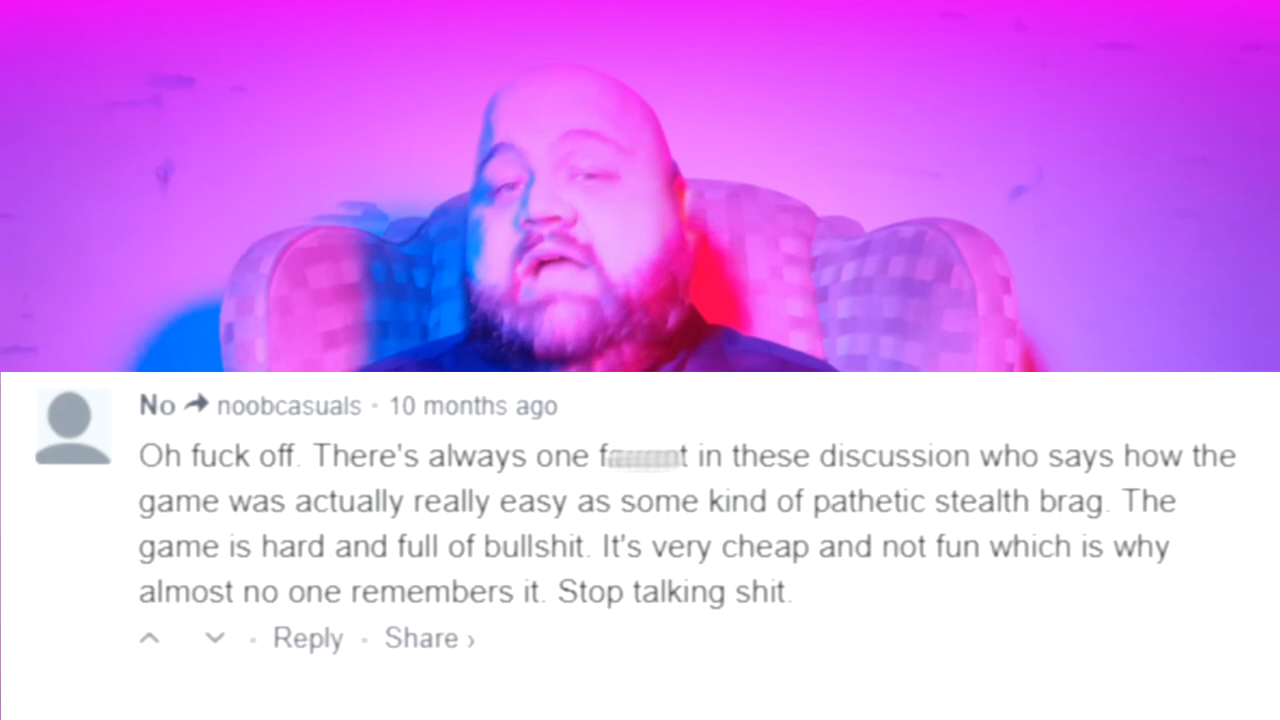 No → noobcasuals • 10 months ago
Oh fuck off. There's always one in these discussion who says how the
game was actually really easy as some kind of pathetic stealth brag. The
game is hard and full of bullshit. It's very cheap and not fun which is why
almost no one remembers it. Stop talking shit.
• Reply • Share ›